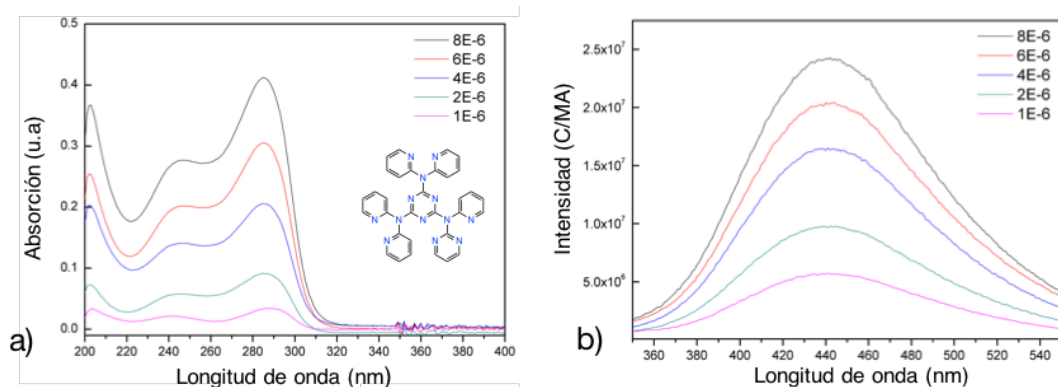 0.5
0.4
0.3
0.2
0.1
0.0
Absorción (u.a)
200 220 240 260 280 300 320 340 360 380 400
Longitud de onda (nm)
8E-6
6E-6
4E-6
2E-6
1E-6
N N
N
N N
N N N
N N
N N N
a)
2.5x10⁷
2.0x10⁷
1.5x10⁷
1.0x10⁷
5.0x10⁶
Intensidad (C/MA)
360 400 440 480 500 520 540
Longitud de onda (nm)
8E-6
6E-6
4E-6
2E-6
1E-6
b)